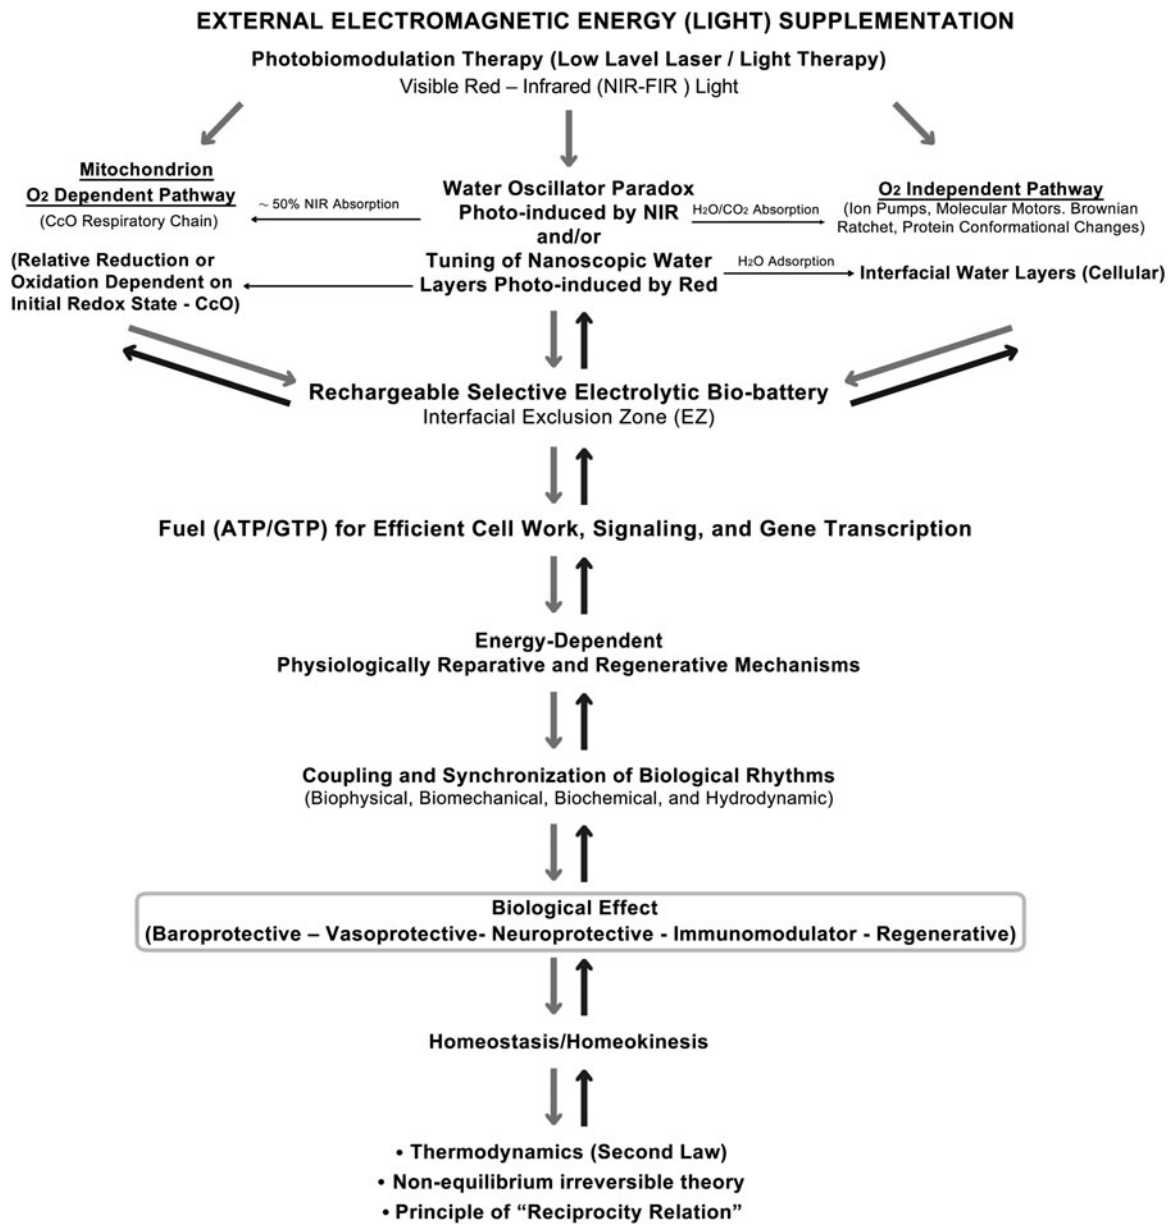 EXTERNAL ELECTROMAGNETIC ENERGY (LIGHT) SUPPLEMENTATION
Photobiomodulation Therapy (Low Lavel Laser / Light Therapy)
Visible Red – Infrared (NIR-FIR ) Light
Mitochondrion
O2 Dependent Pathway
(CcO Respiratory Chain)
(Relative Reduction or
Oxidation Dependent on
Initial Redox State - CcO)
~ 50% NIR Absorption
Water Oscillator Paradox
Photo-induced by NIR
and/or
Tuning of Nanoscopic Water
Layers Photo-induced by Red
H2O/CO2 Absorption
H2O Adsorption
O2 Independent Pathway
(Ion Pumps, Molecular Motors. Brownian
Ratchet, Protein Conformational Changes)
Interfacial Water Layers (Cellular)
Rechargeable Selective Electrolytic Bio-battery
Interfacial Exclusion Zone (EZ)
Fuel (ATP/GTP) for Efficient Cell Work, Signaling, and Gene Transcription
Energy-Dependent
Physiologically Reparative and Regenerative Mechanisms
Coupling and Synchronization of Biological Rhythms
(Biophysical, Biomechanical, Biochemical, and Hydrodynamic)
Biological Effect
(Baroprotective – Vasoprotective- Neuroprotective - Immunomodulator - Regenerative)
Homeostasis/Homeokinesis
• Thermodynamics (Second Law)
• Non-equilibrium irreversible theory
• Principle of “Reciprocity Relation”